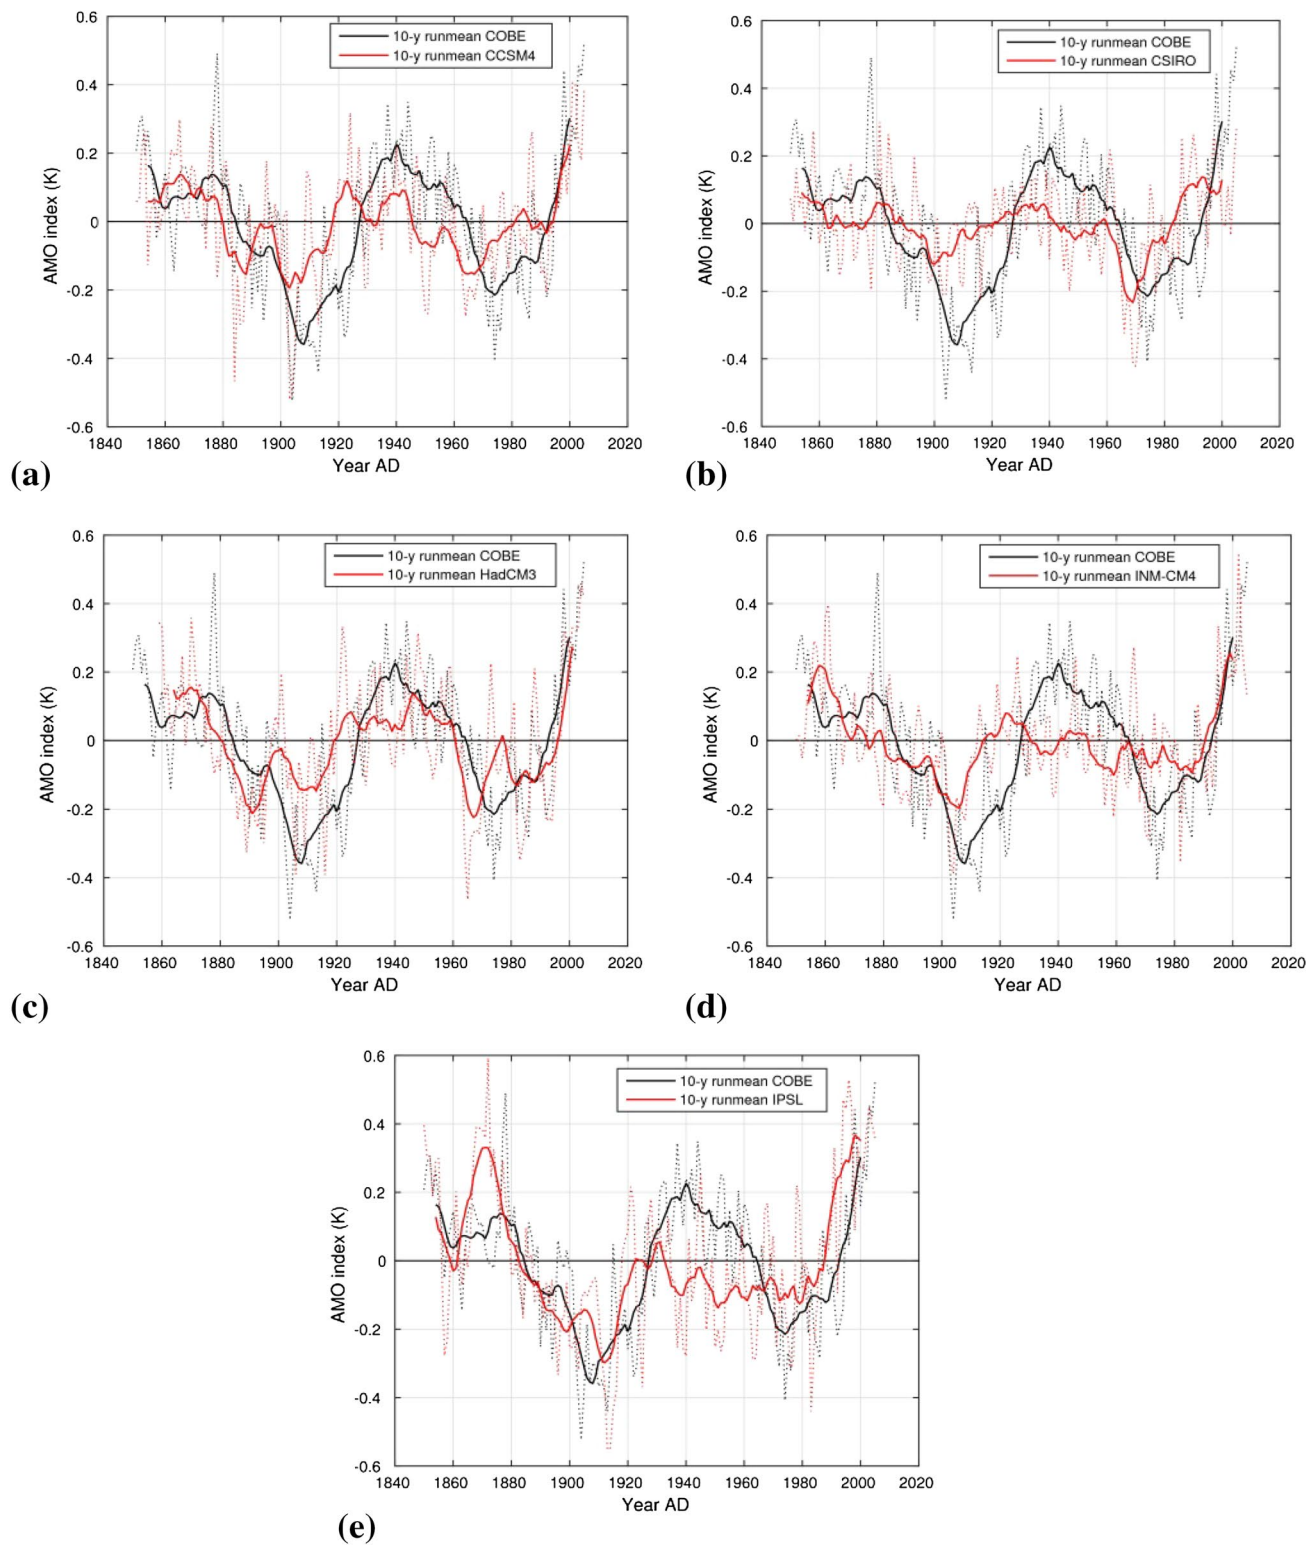 0.6
0.4
0.2
0
-0.2
-0.4
-0.6
AMO index (K)
10-y runmean COBE
10-y runmean CCSM4
1840 1860 1880 1900 1920 1940 1960 1980 2000 2020
Year AD
(a)
0.6
0.4
0.2
0
-0.2
-0.4
-0.6
AMO index (K)
10-y runmean COBE
10-y runmean CSIRO
1840 1860 1880 1900 1920 1940 1960 1980 2000 2020
Year AD
(b)
0.6
0.4
0.2
0
-0.2
-0.4
-0.6
AMO index (K)
10-y runmean COBE
10-y runmean HadCM3
1840 1860 1880 1900 1920 1940 1960 1980 2000 2020
Year AD
(c)
0.6
0.4
0.2
0
-0.2
-0.4
-0.6
AMO index (K)
10-y runmean COBE
10-y runmean INM-CM4
1840 1860 1880 1900 1920 1940 1960 1980 2000 2020
Year AD
(d)
0.6
0.4
0.2
0
-0.2
-0.4
-0.6
AMO index (K)
10-y runmean COBE
10-y runmean IPSL
1840 1860 1880 1900 1920 1940 1960 1980 2000 2020
Year AD
(e)